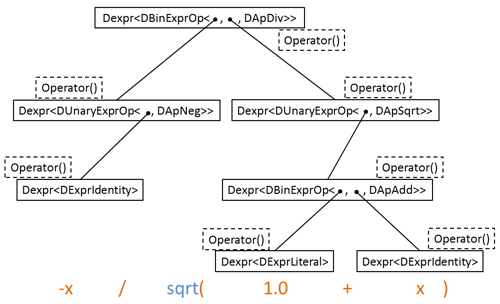 Dexpr<DBinExprOp< , , DApDiv>>
Operator()
Operator()
Operator()
Dexpr<DUnaryExprOp< , DApNeg>>
Dexpr<DUnaryExprOp< , DApSqrt>>
Operator()
Operator()
Dexpr<DExprIdentity>
Dexpr<DBinExprOp< , , DApAdd>>
Operator()
Operator()
Dexpr<DExprLiteral>
Dexpr<DExprIdentity>
-x / sqrt( 1.0 + x )